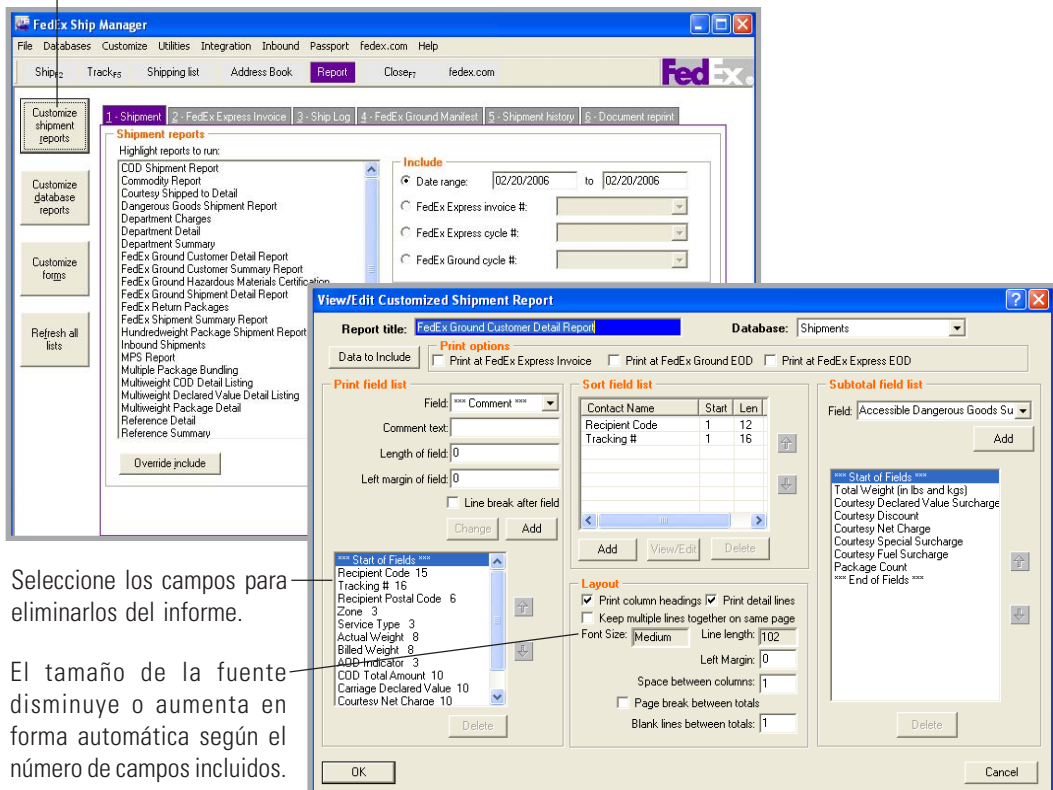 FedEx Ship Manager
File Databases Customize Utilities Integration Inbound Passport fedex.com Help
ShipF2 TrackF5 Shipping list Address Book Report CloseF7 fedex.com
FedEx
Customize shipment reports
Customize database reports
Customize forms
Refresh all lists
1 - Shipment 2 - FedEx Express Invoice 3 - Ship Log 4 - FedEx Ground Manifest 5 - Shipment history 6 - Document reprint
Shipment reports
Highlight reports to run:
COD Shipment Report
Commodity Report
Courtesy Shipped to Detail
Dangerous Goods Shipment Report
Department Charges
Department Detail
Department Summary
FedEx Ground Customer Detail Report
FedEx Ground Customer Summary Report
FedEx Ground Hazardous Materials Certification
FedEx Ground Shipment Detail Report
FedEx Return Packages
FedEx Shipment Summary Report
Hundredweight Package Shipment Report
Inbound Shipments
MPS Report
Multiple Package Bundling
Multiweight COD Detail Listing
Multiweight Declared Value Detail Listing
Multiweight Package Detail
Reference Detail
Reference Summary
Override include
Include
Date range: 02/20/2006 to 02/20/2006
FedEx Express invoice #:
FedEx Express cycle #:
FedEx Ground cycle #:
View/Edit Customized Shipment Report
Report title: FedEx Ground Customer Detail Report Database: Shipments
Data to Include
Print options
Print at FedEx Express Invoice Print at FedEx Ground EOD Print at FedEx Express EOD
Print field list
Field: *** Comment ***
Comment text:
Length of field: 0
Left margin of field: 0
Line break after field
Change Add
*** Start of Fields ***
Recipient Code 15
Tracking # 16
Recipient Postal Code 6
Zone 3
Service Type 3
Actual Weight 8
Billed Weight 8
AOD Indicator 3
COD Total Amount 10
Carriage Declared Value 10
Courtesy Net Charge 10
Delete
Sort field list
Contact Name Start Len
Recipient Code 1 12
Tracking # 1 16
Add View/Edit Delete
Layout
Print column headings Print detail lines
Keep multiple lines together on same page
Font Size: Medium Line length: 102
Left Margin: 0
Space between columns: 1
Page break between totals
Blank lines between totals: 1
Subtotal field list
Field: Accessible Dangerous Goods Su
Add
*** Start of Fields ***
Total Weight (in lbs and kgs)
Courtesy Declared Value Surcharge
Courtesy Discount
Courtesy Net Charge
Courtesy Special Surcharge
Courtesy Fuel Surcharge
Package Count
*** End of Fields ***
Delete
OK Cancel
Seleccione los campos para
eliminarlos del informe.
El tamaño de la fuente
disminuye o aumenta en
forma automática según el
número de campos incluidos.